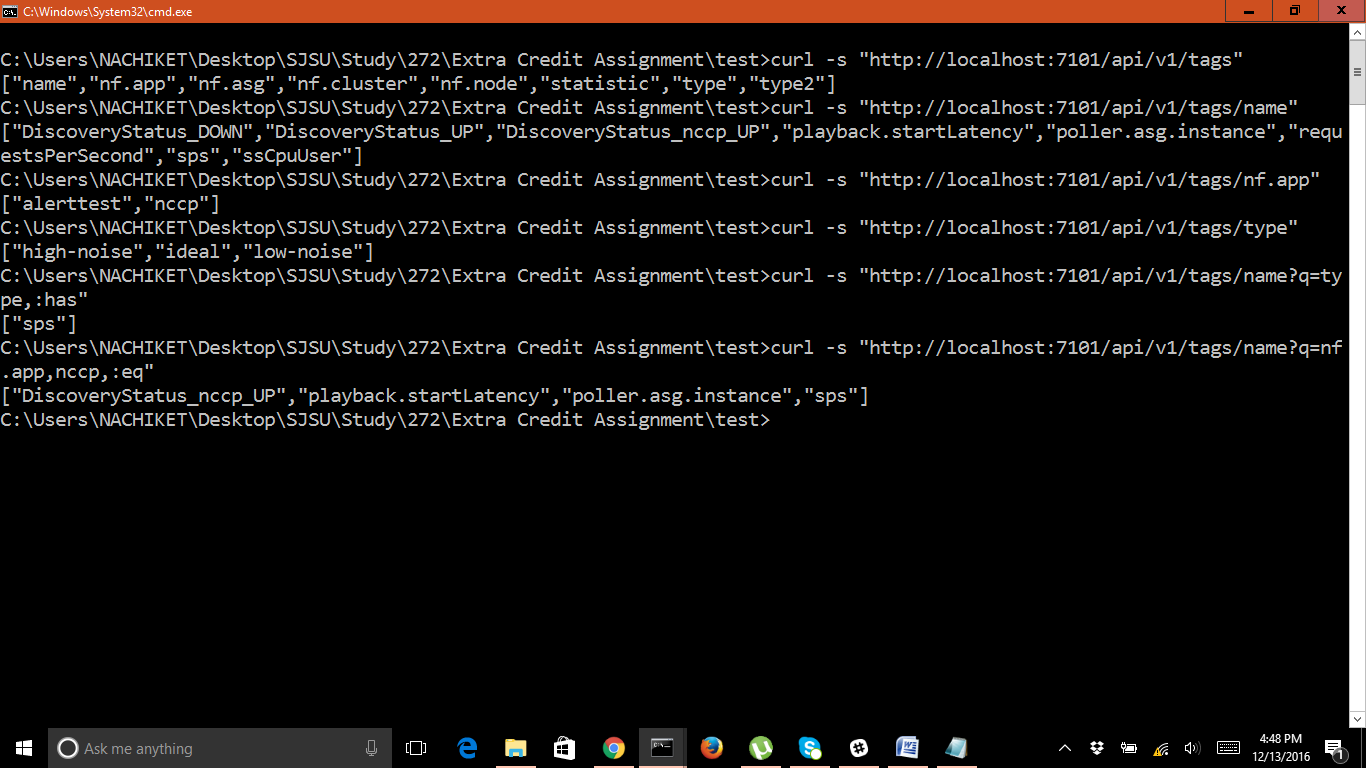 C:\Windows\System32\cmd.exe
C:\Users\NACHIKET\Desktop\SJSU\Study\272\Extra Credit Assignment\test>curl -s "http://localhost:7101/api/v1/tags"
["name","nf.app","nf.asg","nf.cluster","nf.node","statistic","type","type2"]
C:\Users\NACHIKET\Desktop\SJSU\Study\272\Extra Credit Assignment\test>curl -s "http://localhost:7101/api/v1/tags/name"
["DiscoveryStatus_DOWN","DiscoveryStatus_UP","DiscoveryStatus_nccp_UP","playback.startLatency","poller.asg.instance","requ
estsPerSecond","sps","ssCpuUser"]
C:\Users\NACHIKET\Desktop\SJSU\Study\272\Extra Credit Assignment\test>curl -s "http://localhost:7101/api/v1/tags/nf.app"
["alerttest","nccp"]
C:\Users\NACHIKET\Desktop\SJSU\Study\272\Extra Credit Assignment\test>curl -s "http://localhost:7101/api/v1/tags/type"
["high-noise","ideal","low-noise"]
C:\Users\NACHIKET\Desktop\SJSU\Study\272\Extra Credit Assignment\test>curl -s "http://localhost:7101/api/v1/tags/name?q=ty
pe,:has"
["sps"]
C:\Users\NACHIKET\Desktop\SJSU\Study\272\Extra Credit Assignment\test>curl -s "http://localhost:7101/api/v1/tags/name?q=nf
.app,nccp,:eq"
["DiscoveryStatus_nccp_UP","playback.startLatency","poller.asg.instance","sps"]
C:\Users\NACHIKET\Desktop\SJSU\Study\272\Extra Credit Assignment\test>
Ask me anything
4:48 PM
12/13/2016
1